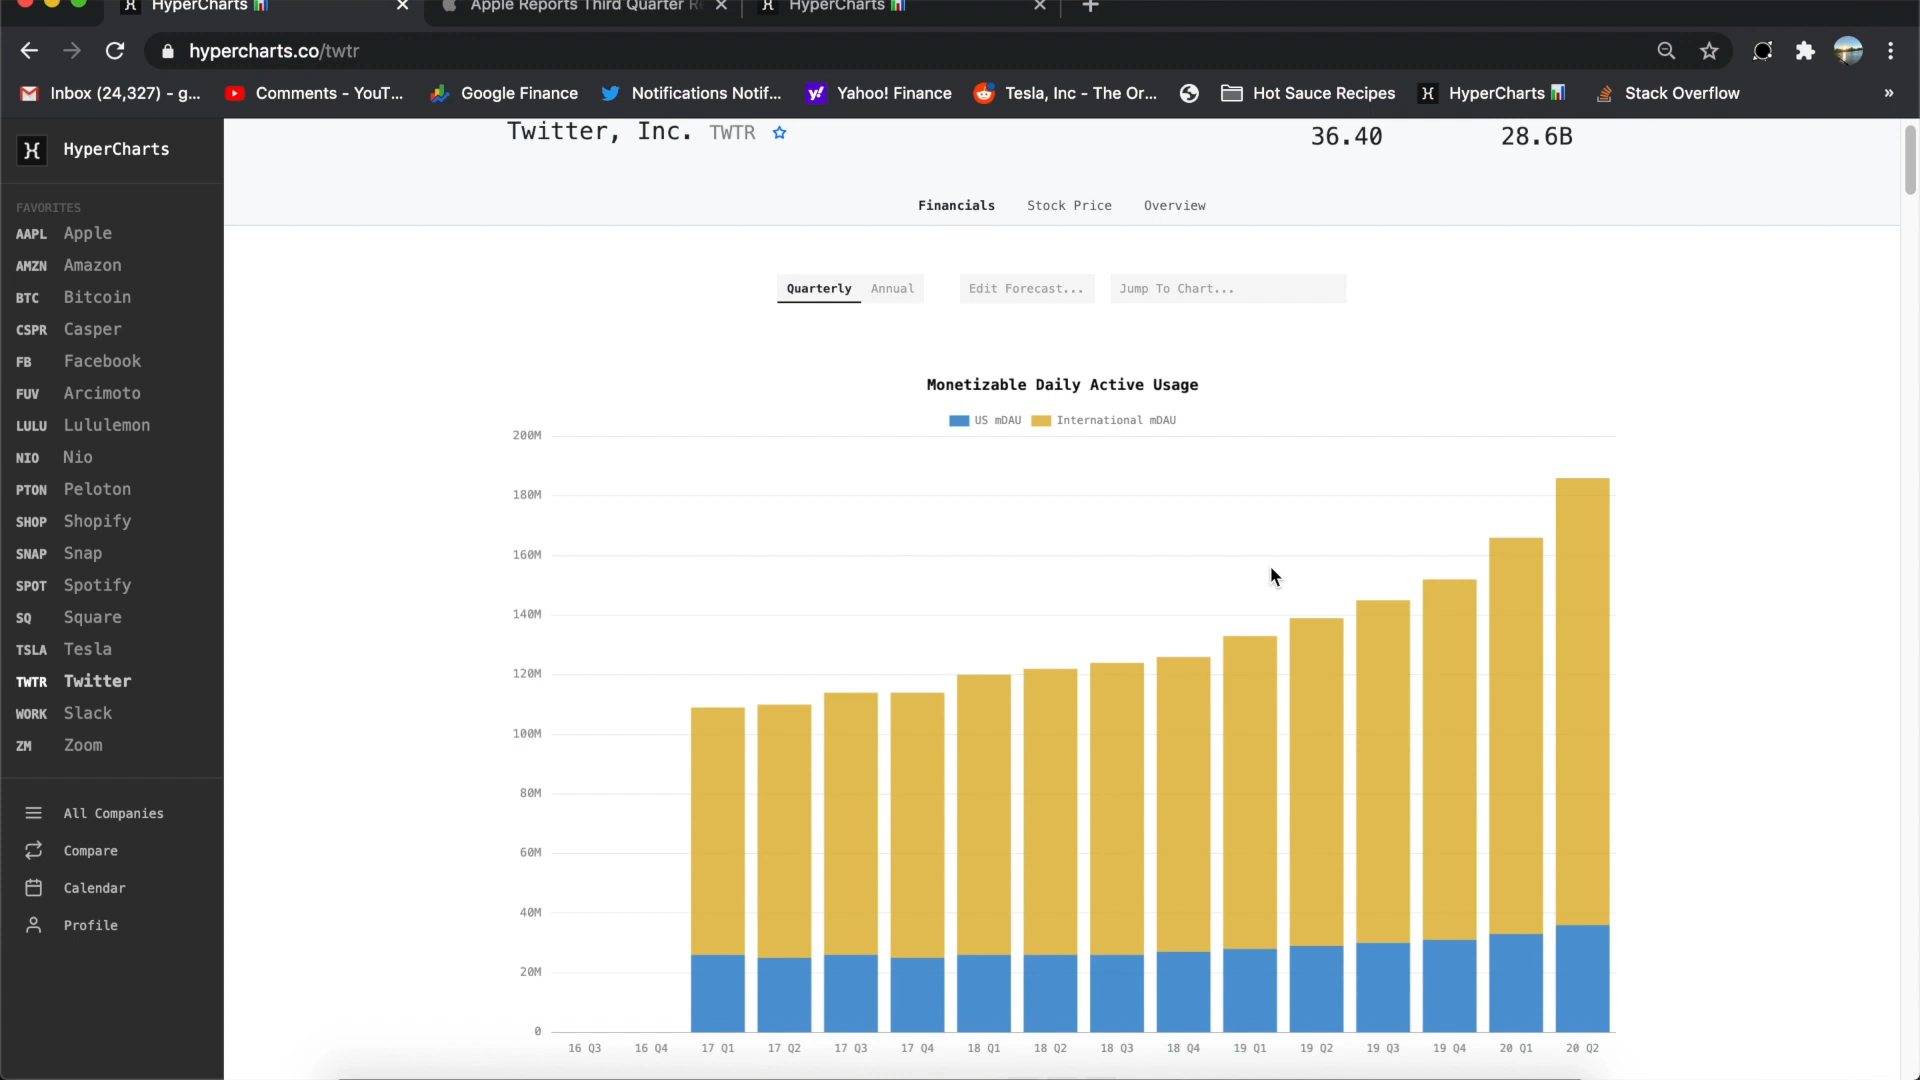 HyperCharts
Apple Reports Third Quarter Re
HyperCharts
hypercharts.co/twtr
Inbox (24,327) - g...
Comments - YouT...
Google Finance
Notifications Notif...
Yahoo! Finance
Tesla, Inc - The Or...
Hot Sauce Recipes
HyperCharts
Stack Overflow
»
HyperCharts
FAVORITES
AAPL Apple
AMZN Amazon
BTC Bitcoin
CSPR Casper
FB Facebook
FUV Arcimoto
LULU Lululemon
NIO Nio
PTON Peloton
SHOP Shopify
SNAP Snap
SPOT Spotify
SQ Square
TSLA Tesla
TWTR Twitter
WORK Slack
ZM Zoom
All Companies
Compare
Calendar
Profile
Twitter, Inc. TWTR
36.40
28.6B
Financials Stock Price Overview
Quarterly Annual Edit Forecast... Jump To Chart...
Monetizable Daily Active Usage
US mDAU International mDAU
200M
180M
160M
140M
120M
100M
80M
60M
40M
20M
0
16 Q3 16 Q4 17 Q1 17 Q2 17 Q3 17 Q4 18 Q1 18 Q2 18 Q3 18 Q4 19 Q1 19 Q2 19 Q3 19 Q4 20 Q1 20 Q2